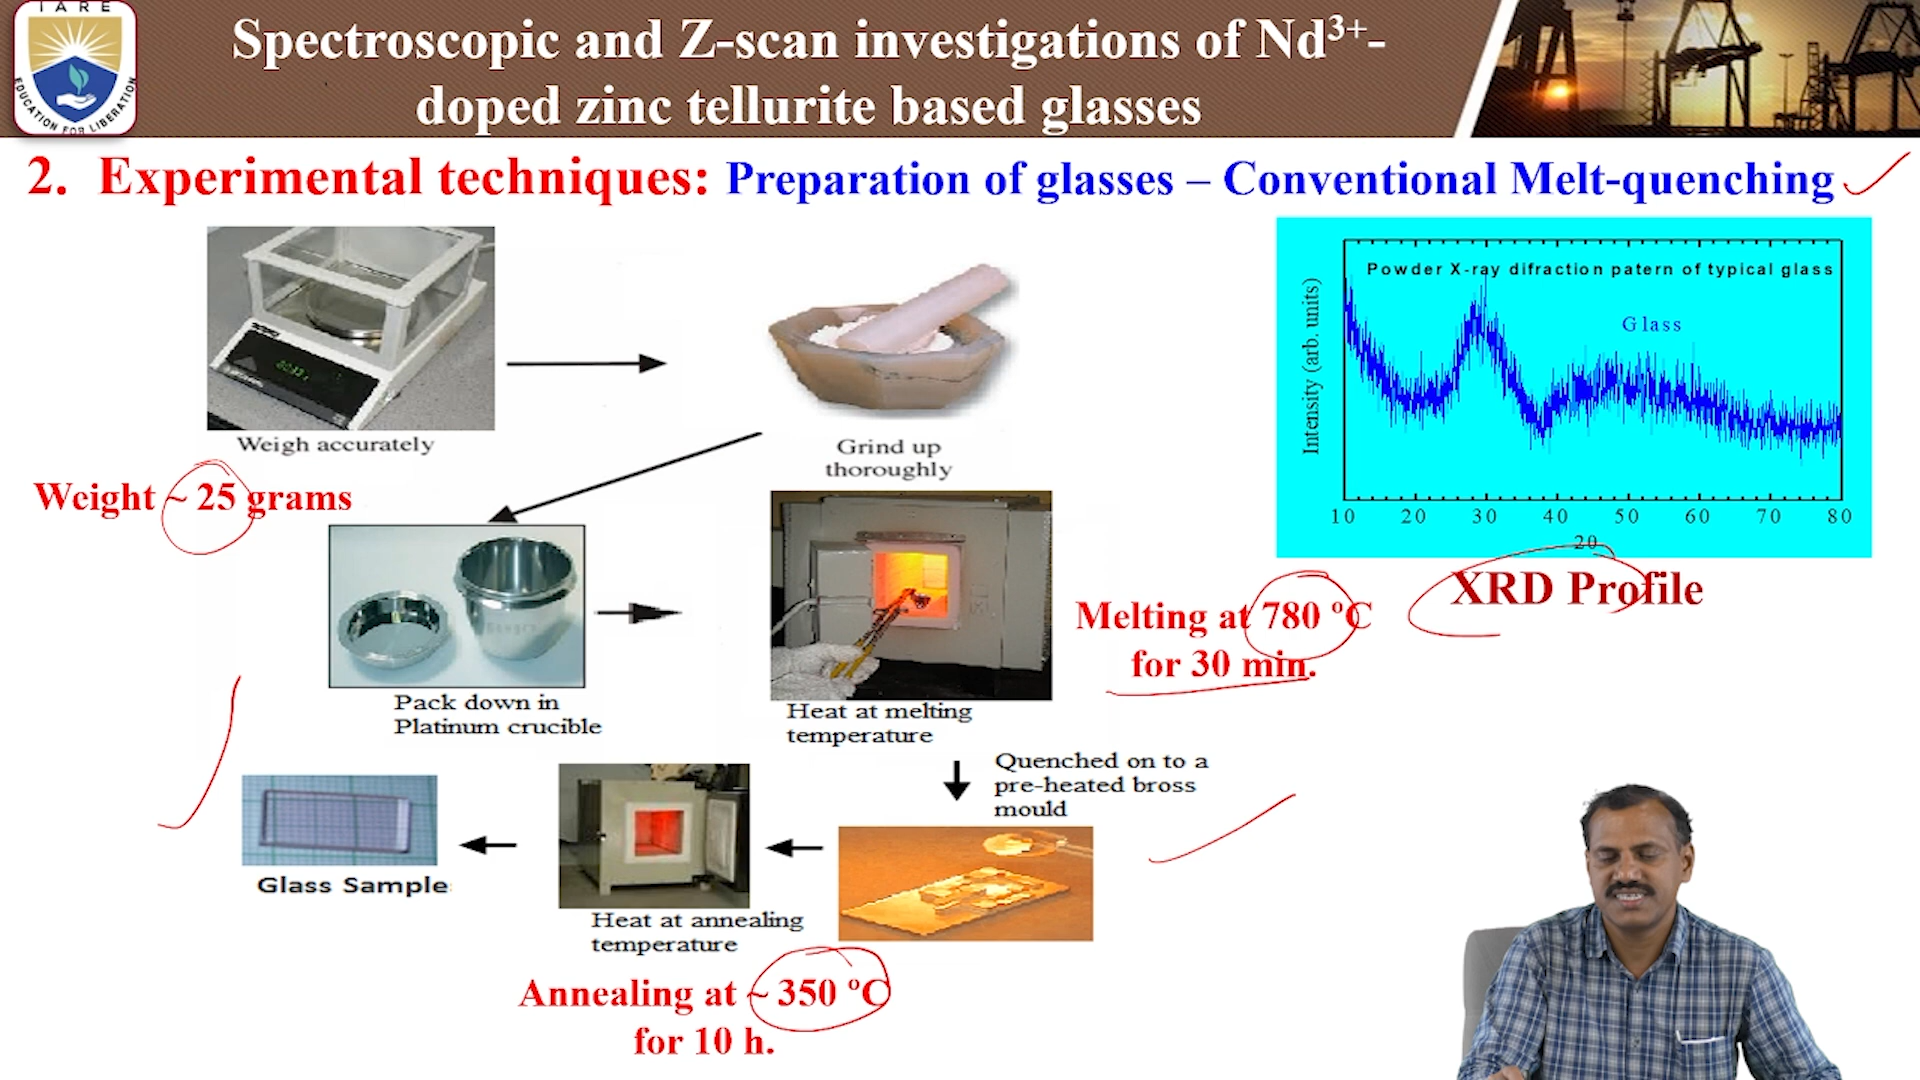 IARE
EDUCATION FOR LIBERATION
Spectroscopic and Z-scan investigations of Nd³⁺-
doped zinc tellurite based glasses
2. Experimental techniques: Preparation of glasses – Conventional Melt-quenching
Weigh accurately
Weight ~ 25 grams
Grind up
thoroughly
Pack down in
Platinum crucible
Heat at melting
temperature
Melting at 780 ºC
for 30 min.
Quenched on to a
pre-heated bross
mould
Heat at annealing
temperature
Annealing at ~ 350 ºC
for 10 h.
Glass Sample
Powder X-ray difraction patern of typical glass
Glass
Intensity (arb. units)
10 20 30 40 50 60 70 80
XRD Profile